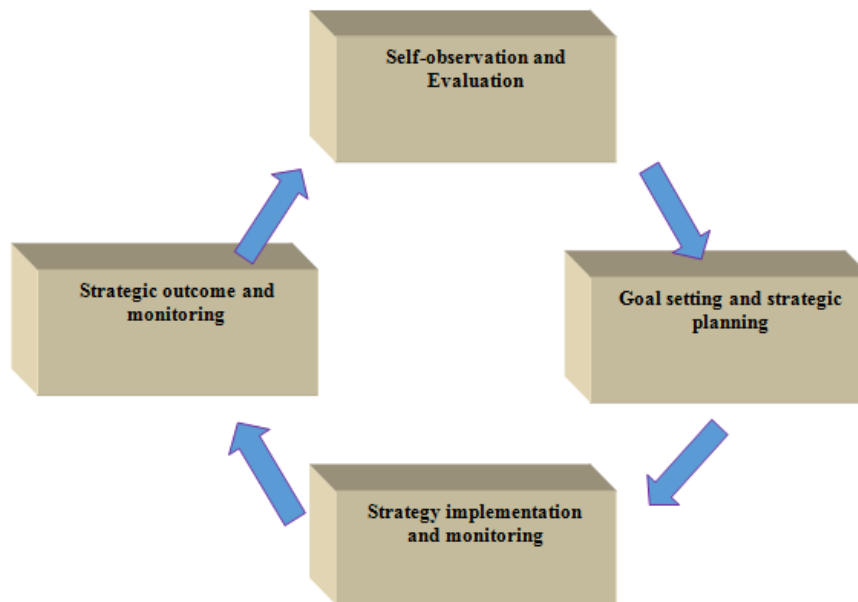 Self-observation and
Evaluation
Strategic outcome and
monitoring
Goal setting and strategic
planning
Strategy implementation
and monitoring